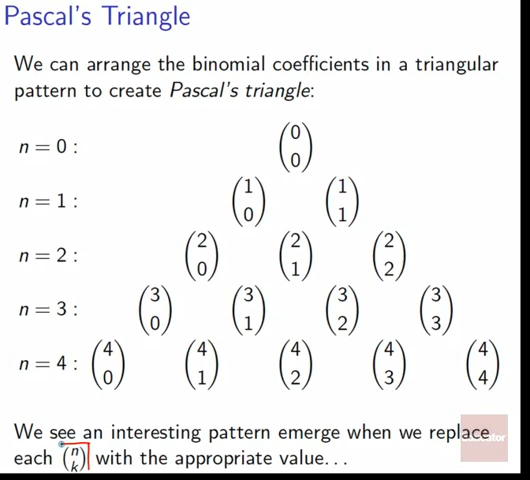 Pascal's Triangle
We can arrange the binomial coefficients in a triangular
pattern to create Pascal's triangle:
n = 0 : (0 0)
n = 1 : (1 0) (1 1)
n = 2 : (2 0) (2 1) (2 2)
n = 3 : (3 0) (3 1) (3 2) (3 3)
n = 4 : (4 0) (4 1) (4 2) (4 3) (4 4)
We see an interesting pattern emerge when we replace
each (n k) with the appropriate value...